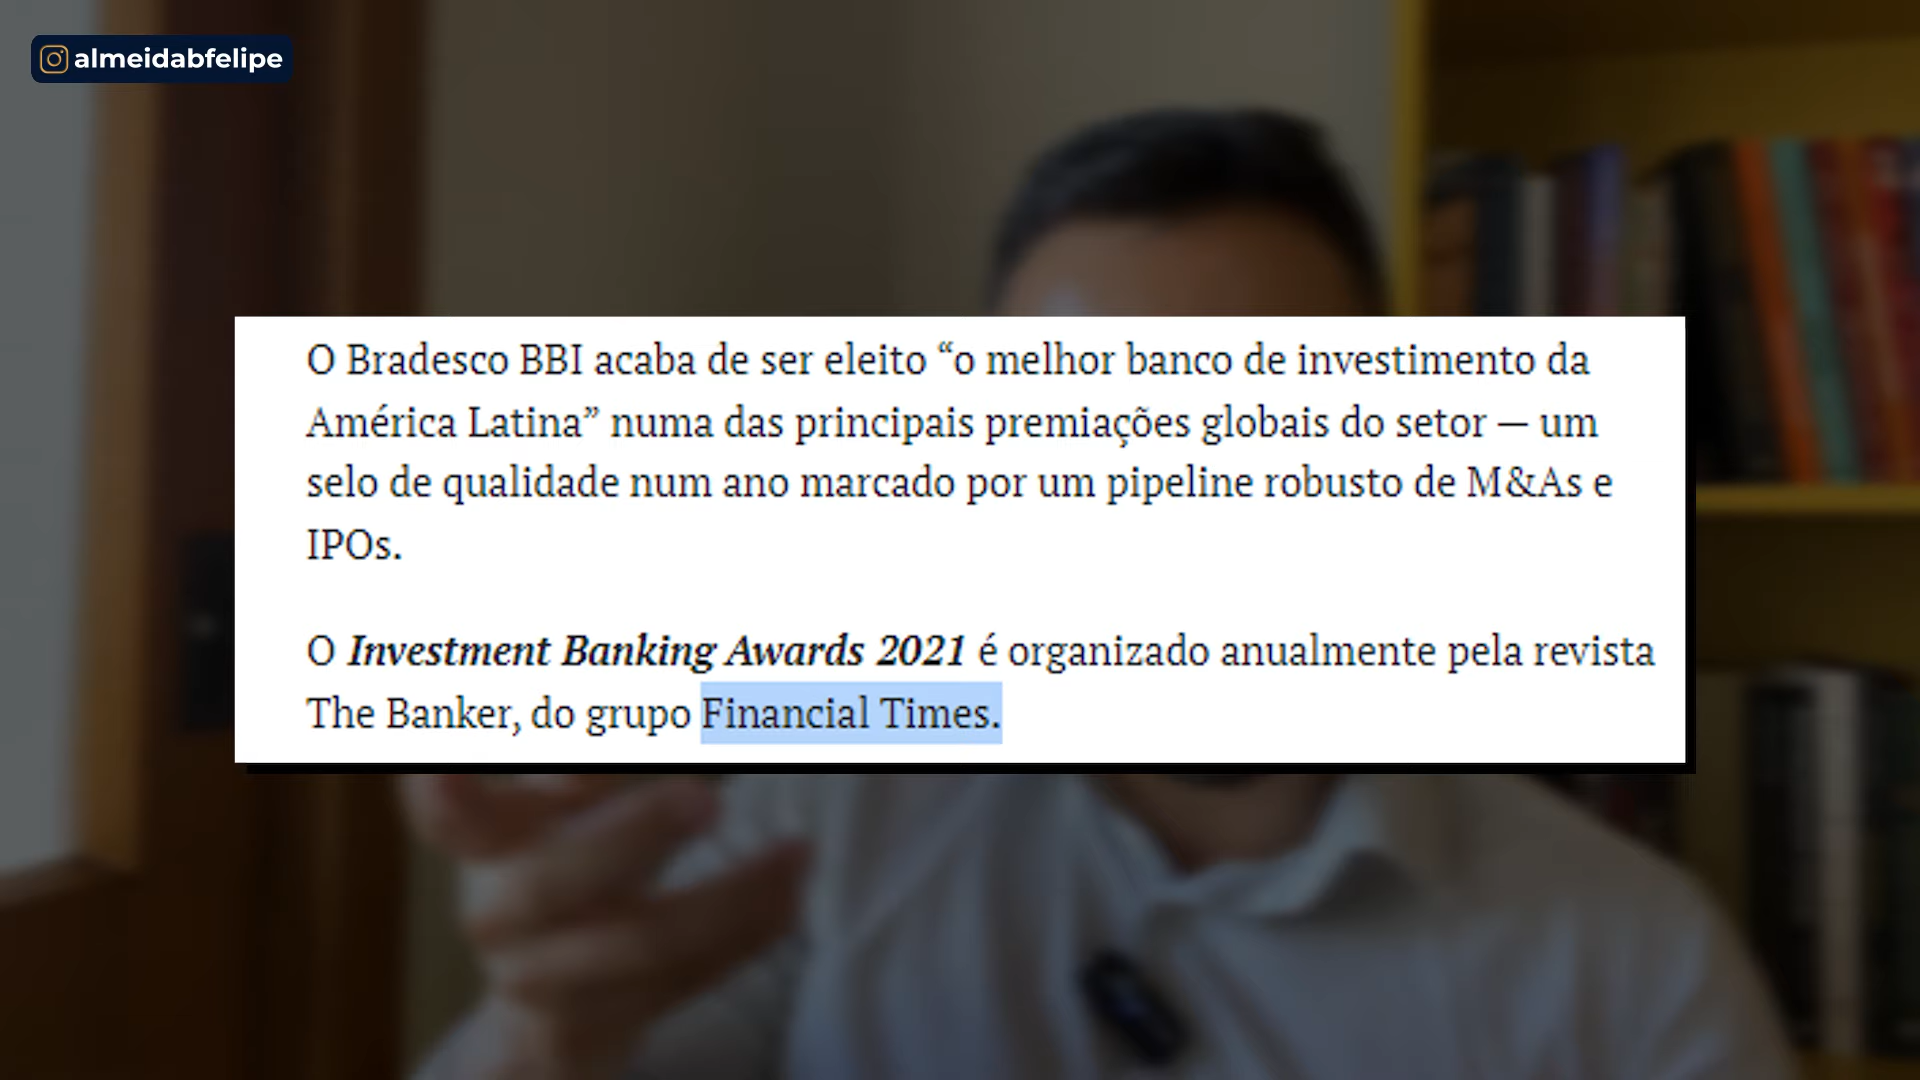 almeidabfelipe
O Bradesco BBI acaba de ser eleito “o melhor banco de investimento da
América Latina” numa das principais premiações globais do setor — um
selo de qualidade num ano marcado por um pipeline robusto de M&As e
IPOs.
O Investment Banking Awards 2021 é organizado anualmente pela revista
The Banker, do grupo Financial Times.